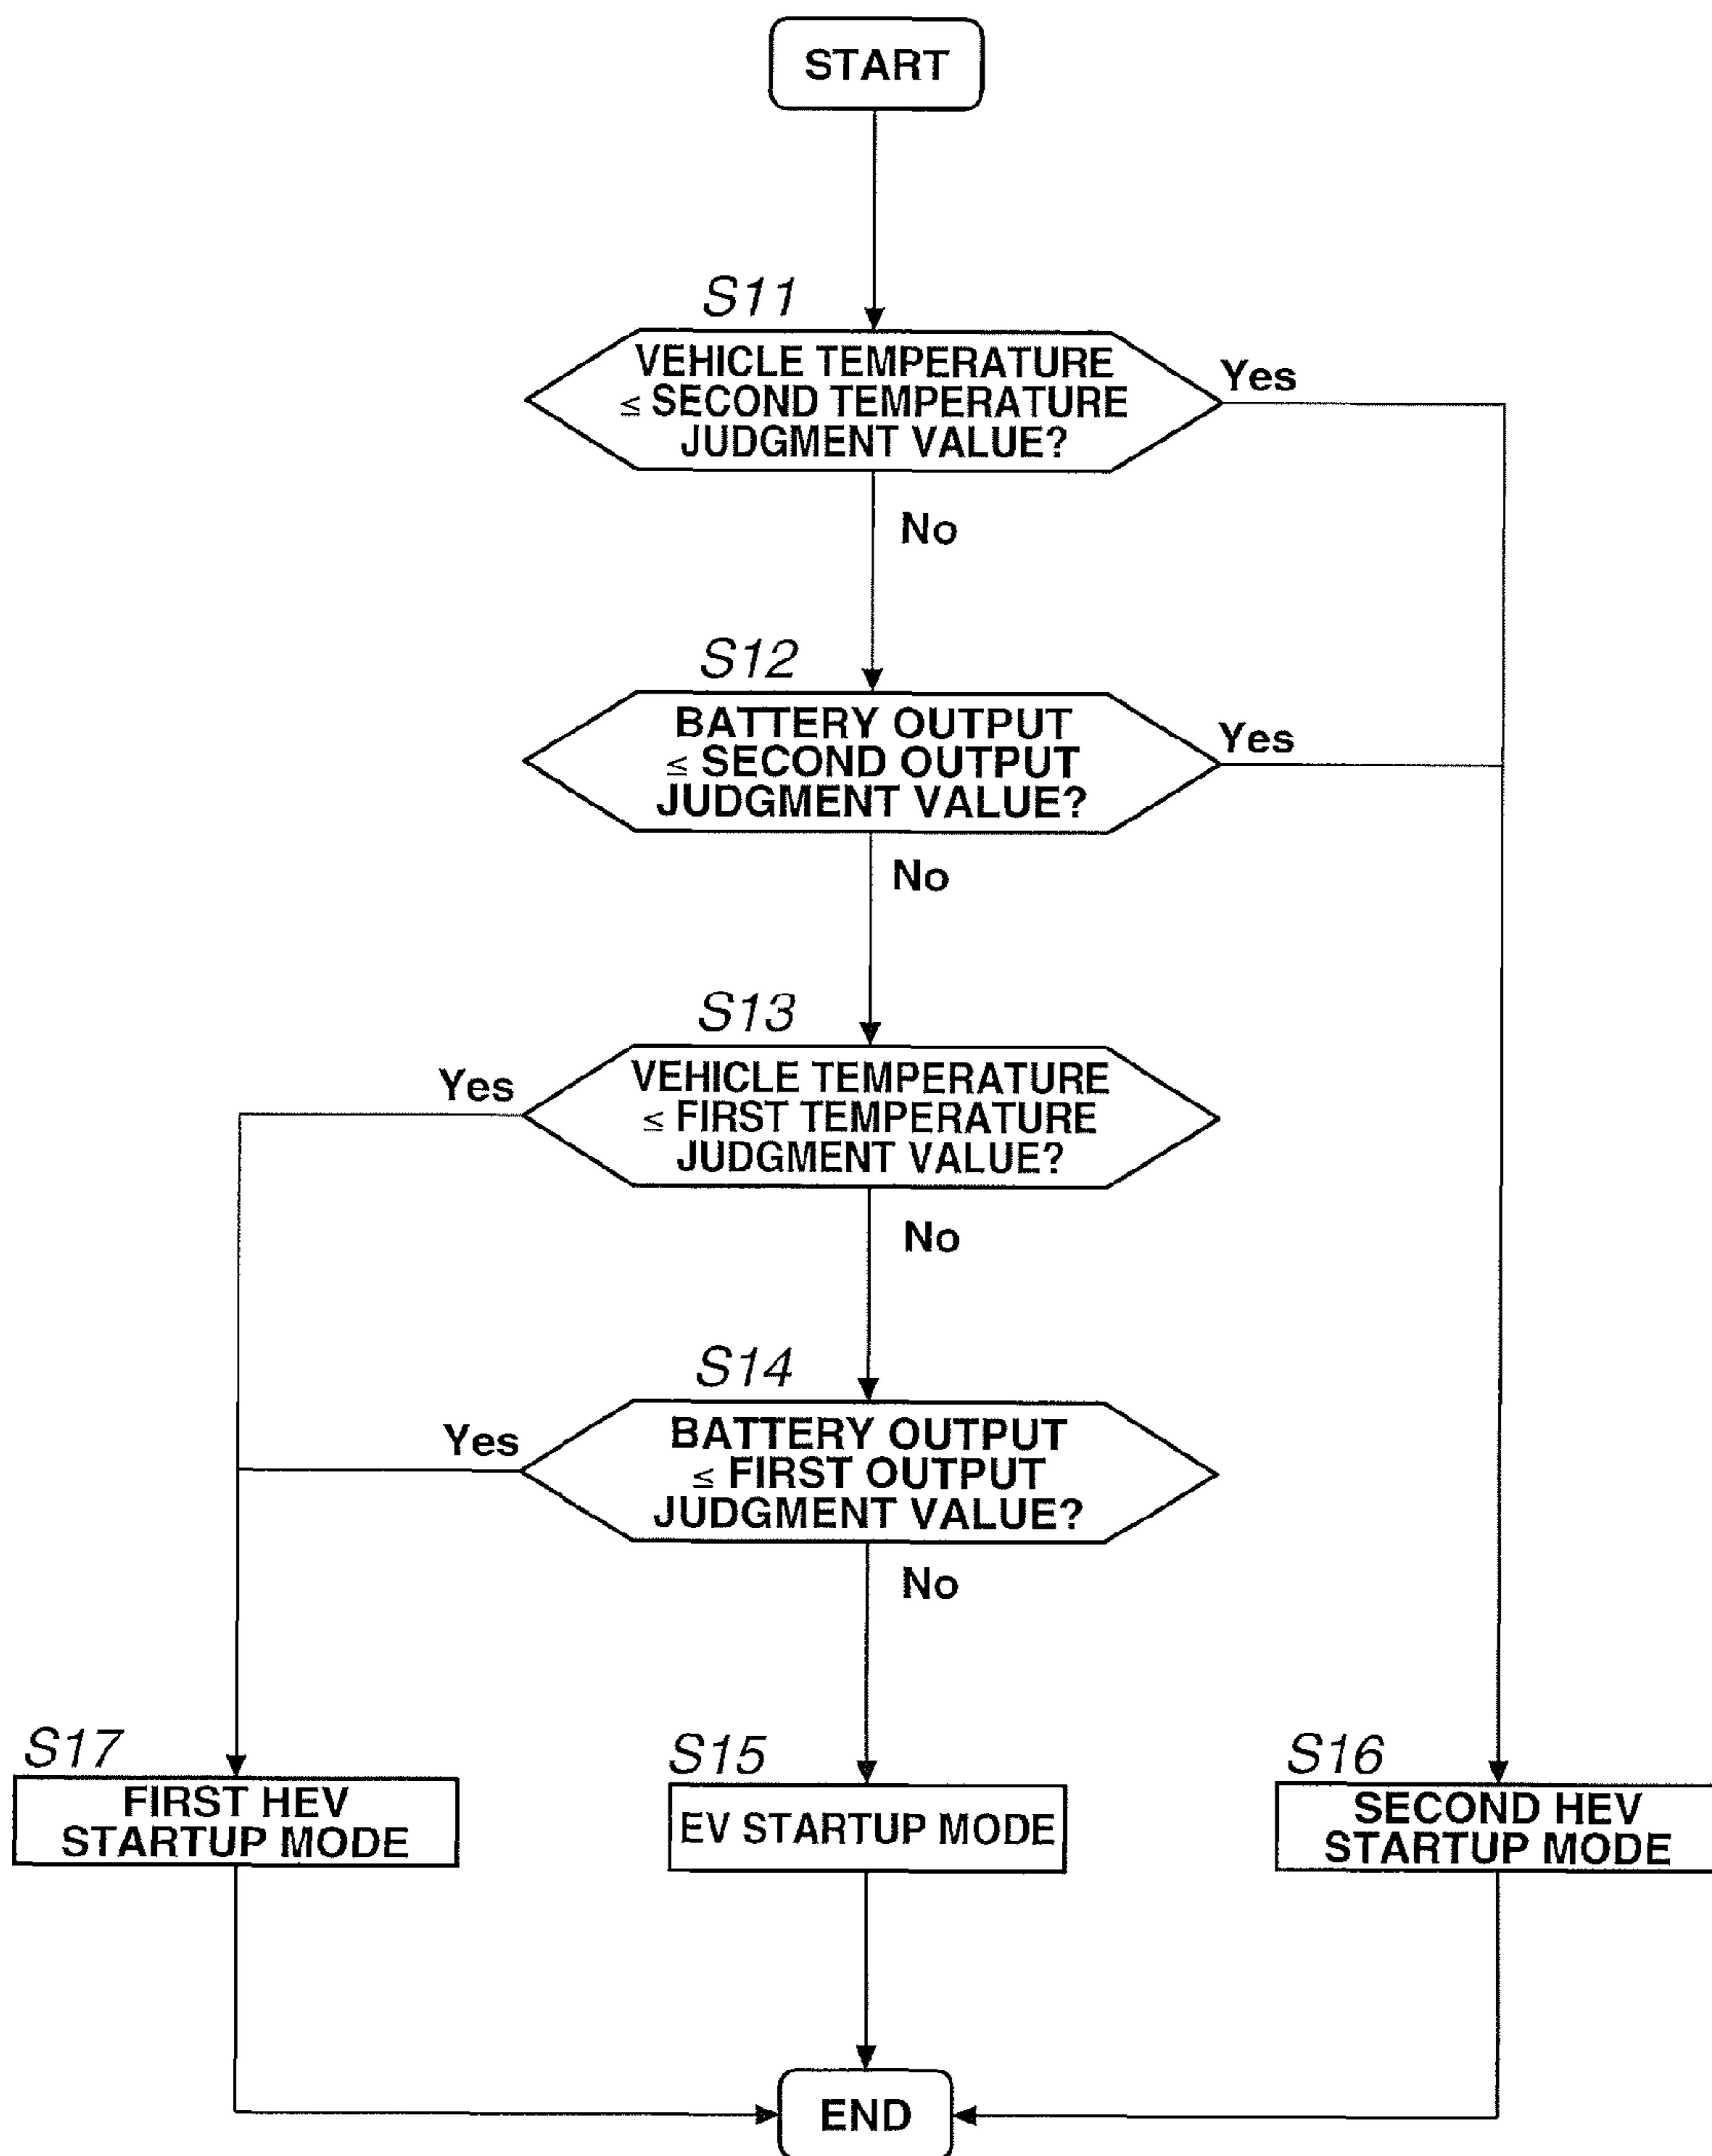 START
S11
VEHICLE TEMPERATURE
≦ SECOND TEMPERATURE
JUDGMENT VALUE?
Yes
No
S12
BATTERY OUTPUT
≦ SECOND OUTPUT
JUDGMENT VALUE?
Yes
No
S13
VEHICLE TEMPERATURE
≦ FIRST TEMPERATURE
JUDGMENT VALUE?
Yes
No
S14
BATTERY OUTPUT
≦ FIRST OUTPUT
JUDGMENT VALUE?
Yes
No
S17
FIRST HEV
STARTUP MODE
S15
EV STARTUP MODE
S16
SECOND HEV
STARTUP MODE
END